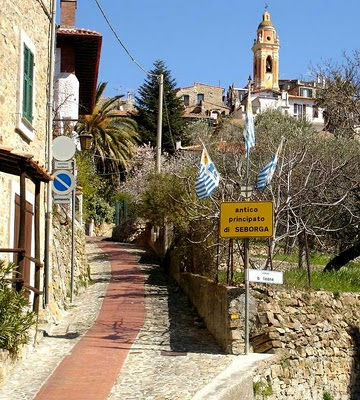 antico
principato
di SEBORGA